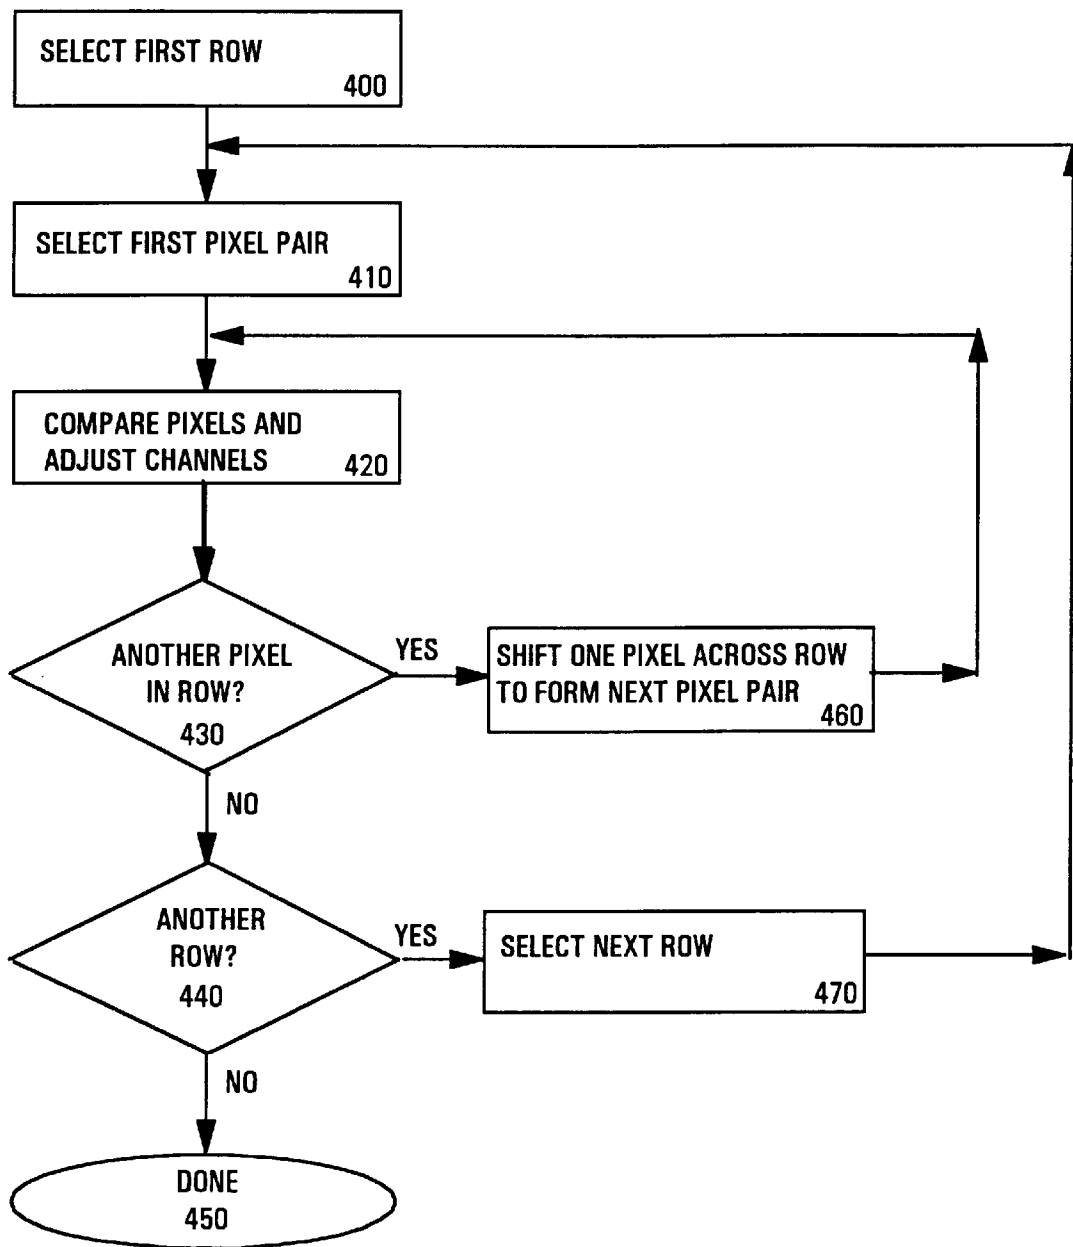 SELECT FIRST ROW
400
SELECT FIRST PIXEL PAIR
410
COMPARE PIXELS AND
ADJUST CHANNELS
420
ANOTHER PIXEL
IN ROW?
430
YES
SHIFT ONE PIXEL ACROSS ROW
TO FORM NEXT PIXEL PAIR
460
NO
ANOTHER
ROW?
440
YES
SELECT NEXT ROW
470
NO
DONE
450